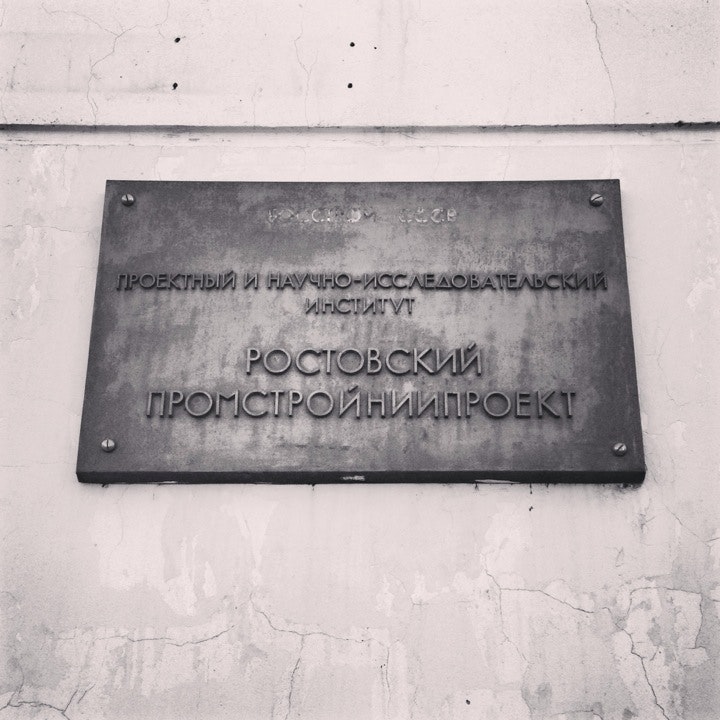 ПРОЕКТНЫЙ И НАУЧНО-ИССЛЕДОВАТЕЛЬСКИЙ
ИНСТИТУТ
РОСТОВСКИЙ
ПРОМСТРОЙНИИПРОЕКТ